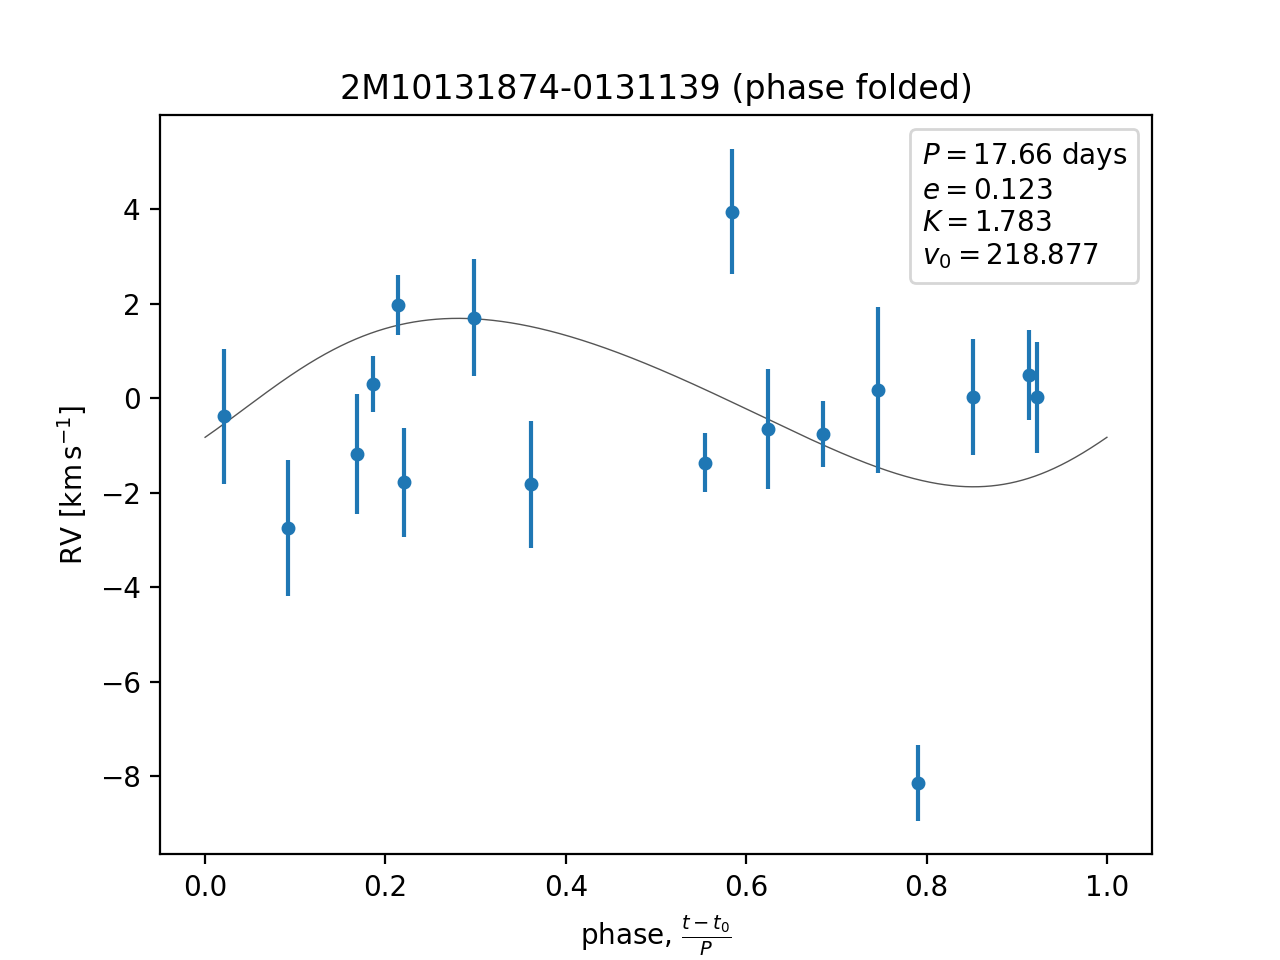 2M10131874-0131139 (phase folded)
P = 17.66 days
e = 0.123
K = 1.783
v₀ = 218.877
RV [km s⁻¹]
4
2
0
−2
−4
−6
−8
0.0 0.2 0.4 0.6 0.8 1.0
phase, (t − t₀)/P